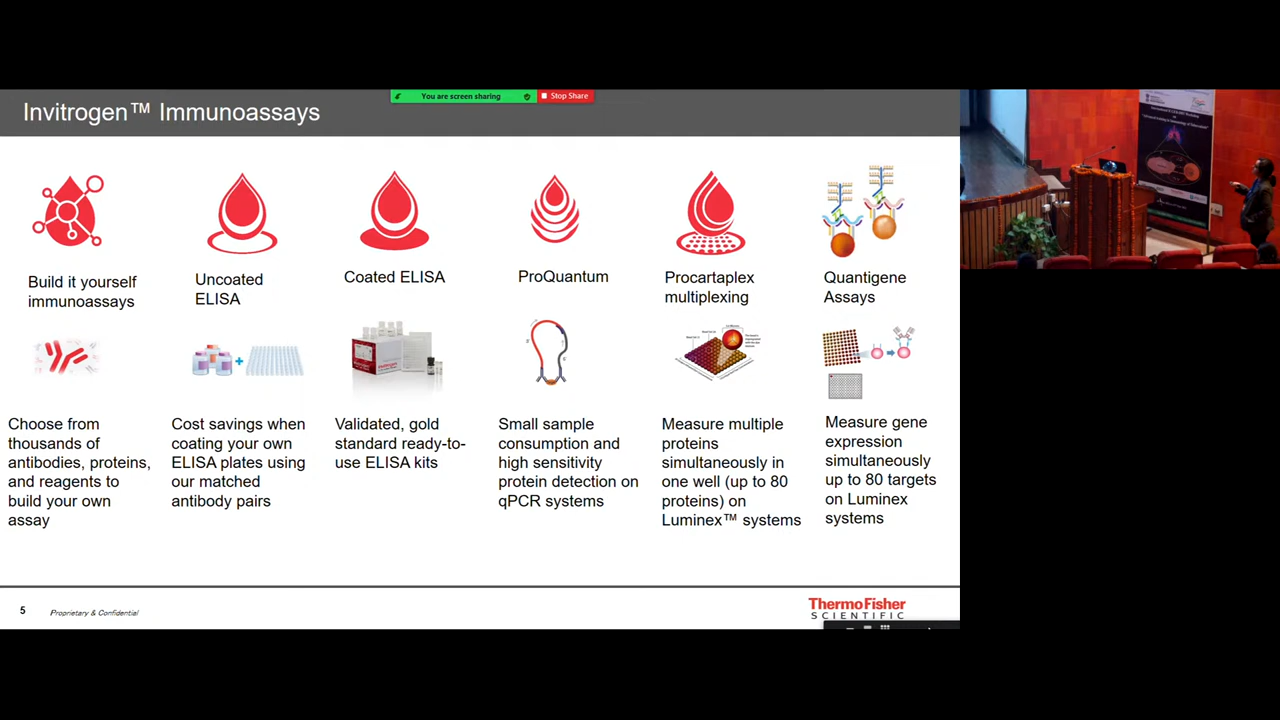 You are screen sharing
Stop Share
Invitrogen™ Immunoassays
Build it yourself
immunoassays
Uncoated
ELISA
Coated ELISA
ProQuantum
Procartaplex
multiplexing
Quantigene
Assays
Choose from
thousands of
antibodies, proteins,
and reagents to
build your own
assay
Cost savings when
coating your own
ELISA plates using
our matched
antibody pairs
Validated, gold
standard ready-to-
use ELISA kits
Small sample
consumption and
high sensitivity
protein detection on
qPCR systems
Measure multiple
proteins
simultaneously in
one well (up to 80
proteins) on
Luminex™ systems
Measure gene
expression
simultaneously
up to 80 targets
on Luminex
systems
5
Proprietary & Confidential
ThermoFisher
SCIENTIFIC